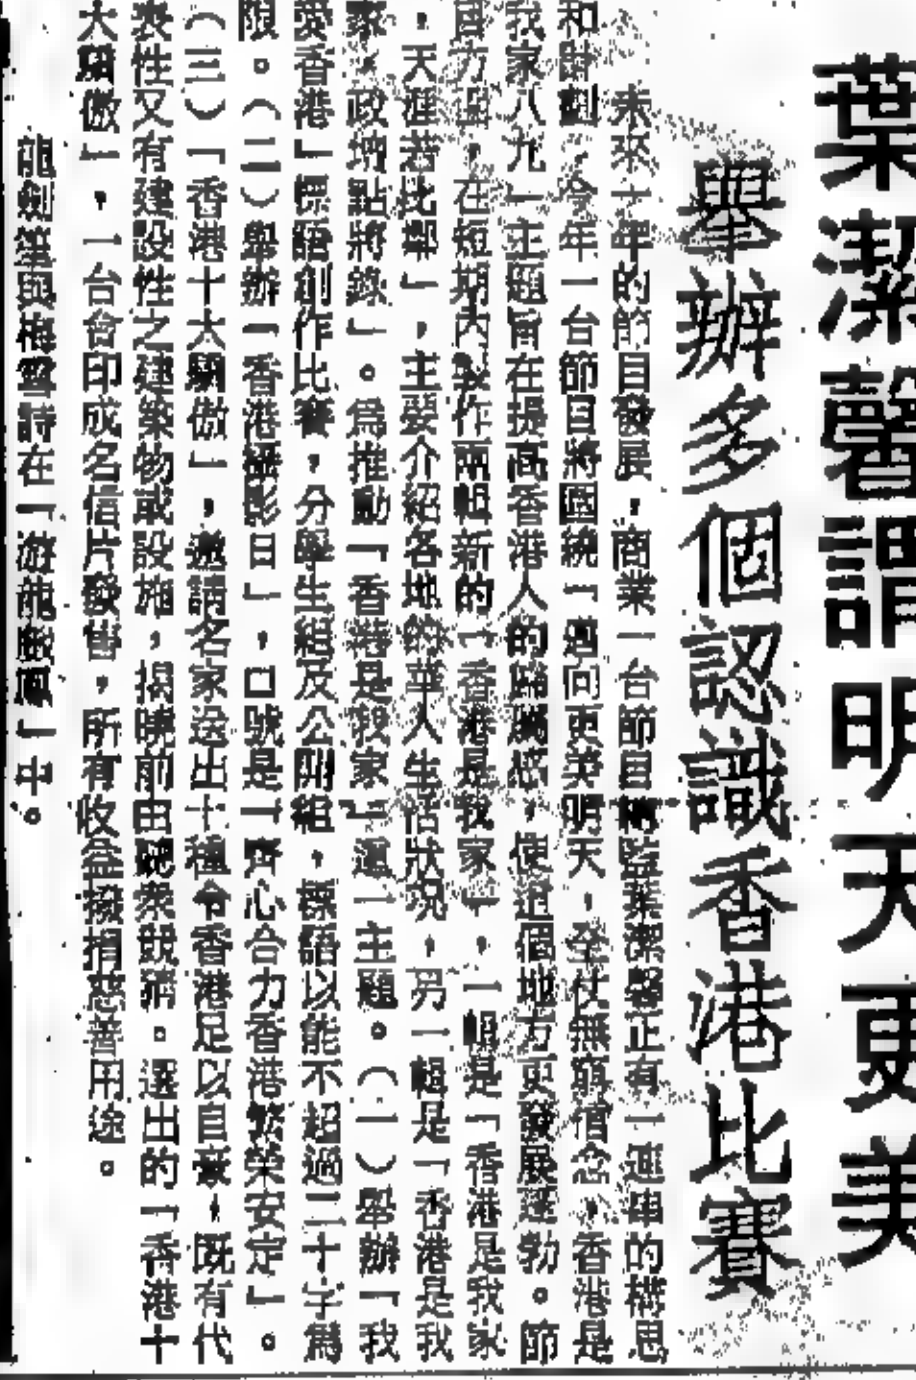 葉潔馨謂明天更美
舉辦多個認識香港比賽
未來一年的節目發展，商業一台節目總監葉潔馨正有一連串的構思
和計劃，今年一台節目將圍繞「邁向更美明天，全仗無窮信念，香港是
我家八九」主題旨在提高香港人的歸屬感，使這個地方更發展蓬勃。節
目方面，在短期內製作兩輯新的「香港是我家」，一輯是「香港是我家
，天涯若比鄰」，主要介紹各地的華人生活狀況，另一輯是「香港是我
家，政壇點將錄」。爲推動「香港是我家」這一主題。（一）舉辦「我
愛香港」標語創作比賽，分學生組及公開組，標語以能不超過二十字爲
限。（二）舉辦「香港攝影日」，口號是「齊心合力香港繁榮安定」。
（三）「香港十大驕傲」，邀請名家送出十種令香港足以自豪，既有代
表性又有建設性之建築物或設施，揭曉前由聽衆競猜。選出的「香港十
大驕傲」，一台會印成名信片發售，所有收益撥捐慈善用途。
龍劍笙與梅雪詩在「游龍戲鳳」中。